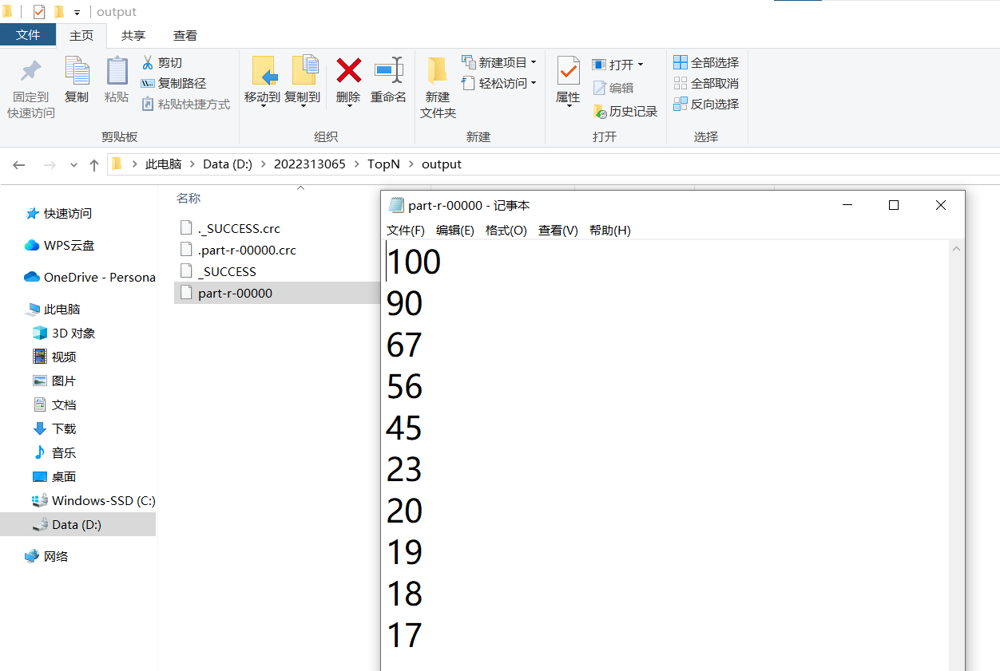 output
文件 主页 共享 查看
固定到快速访问
复制
粘贴
剪切
复制路径
粘贴快捷方式
剪贴板
移动到 复制到
删除
重命名
组织
新建文件夹
新建项目
轻松访问
新建
属性
打开
编辑
历史记录
打开
全部选择
全部取消
反向选择
选择
此电脑 > Data (D:) > 2022313065 > TopN > output
快速访问
WPS云盘
OneDrive - Persona
此电脑
3D 对象
视频
图片
文档
下载
音乐
桌面
Windows-SSD (C:)
Data (D:)
网络
名称
._SUCCESS.crc
.part-r-00000.crc
_SUCCESS
part-r-00000
part-r-00000 - 记事本
文件(F) 编辑(E) 格式(O) 查看(V) 帮助(H)
100
90
67
56
45
23
20
19
18
17